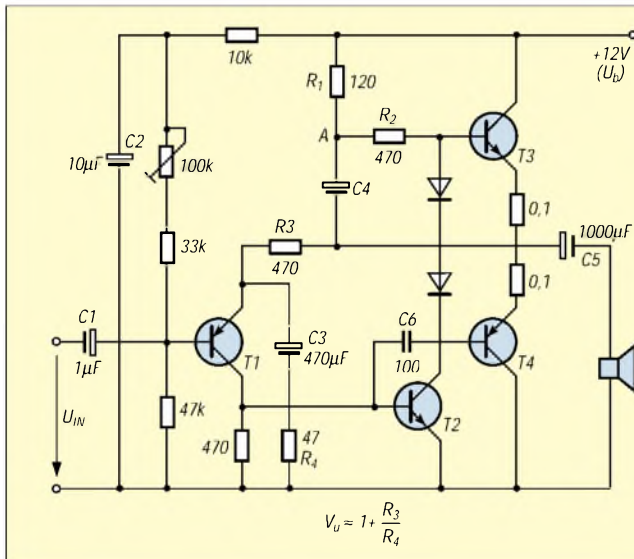 +12V
(U_b)
10k
R₁ 120
C2
10µF
100k
A
R₂
470
T3
C4
33k
R3
470
0,1
1000µF
C5
0,1
C1
1µF
T1
C3
470µF
C6
100
T4
T2
U_IN
47k
470
47
R₄
V_u ≈ 1+ R₃/R₄